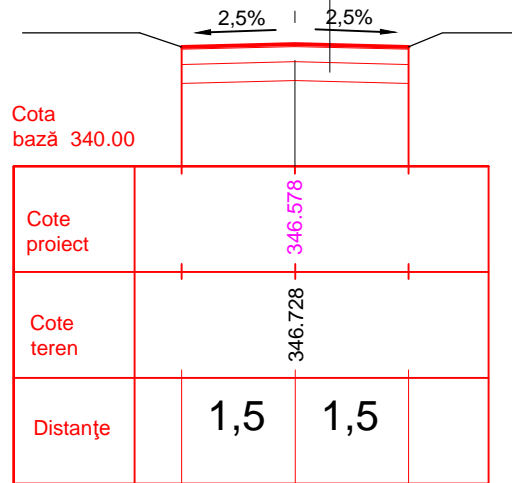 2,5% 2,5%
Cota
bază 340.00
Cote
proiect
346.578
Cote
teren
346.728
Distanţe
1,5 1,5